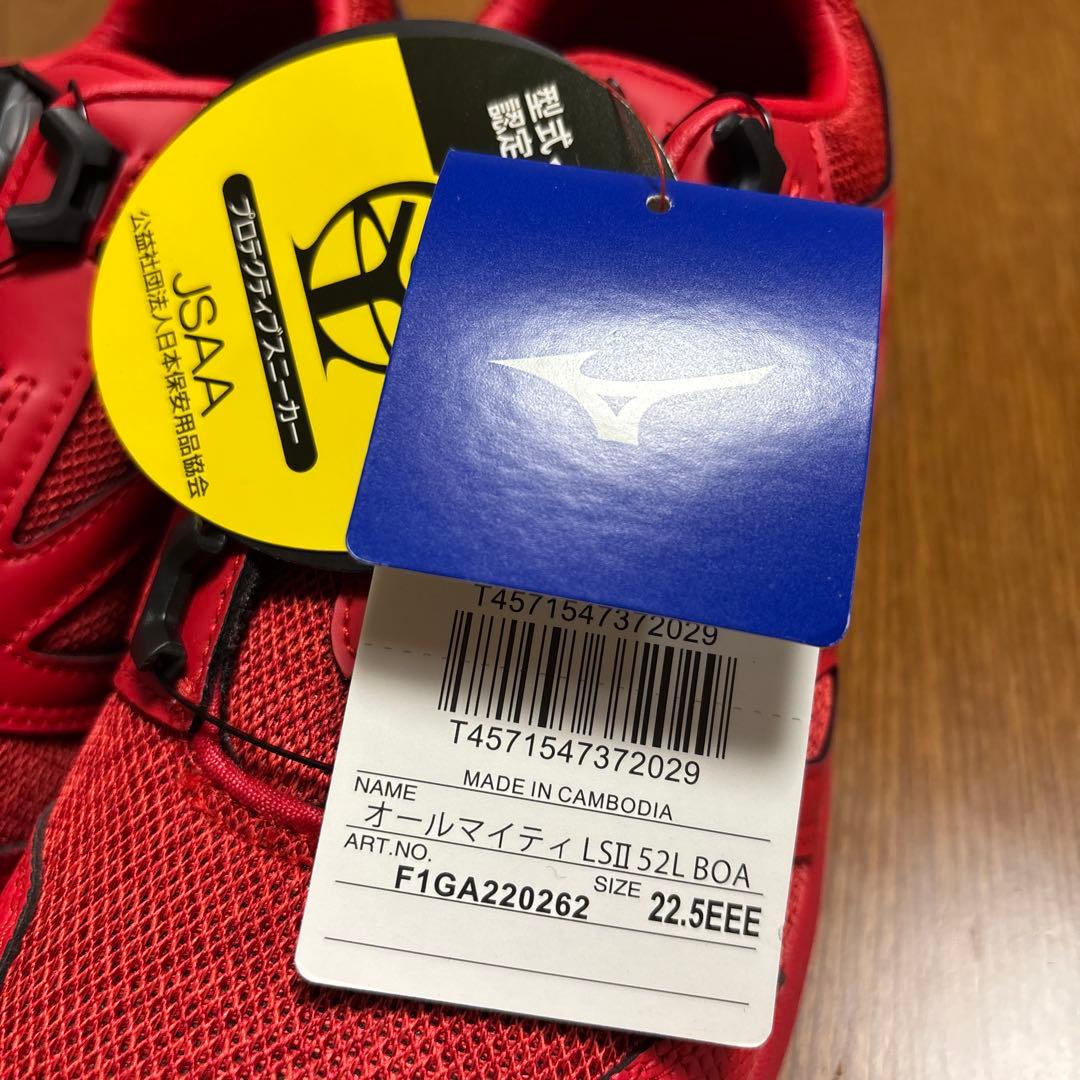 型式
認定
プロテクティブスニーカー
JSAA
公益社団法人日本保安用品協会
T4571547372029
T4571547372029
MADE IN CAMBODIA
NAME
オールマイティ LSⅡ 52L BOA
ART.NO.
F1GA220262
SIZE 22.5EEE